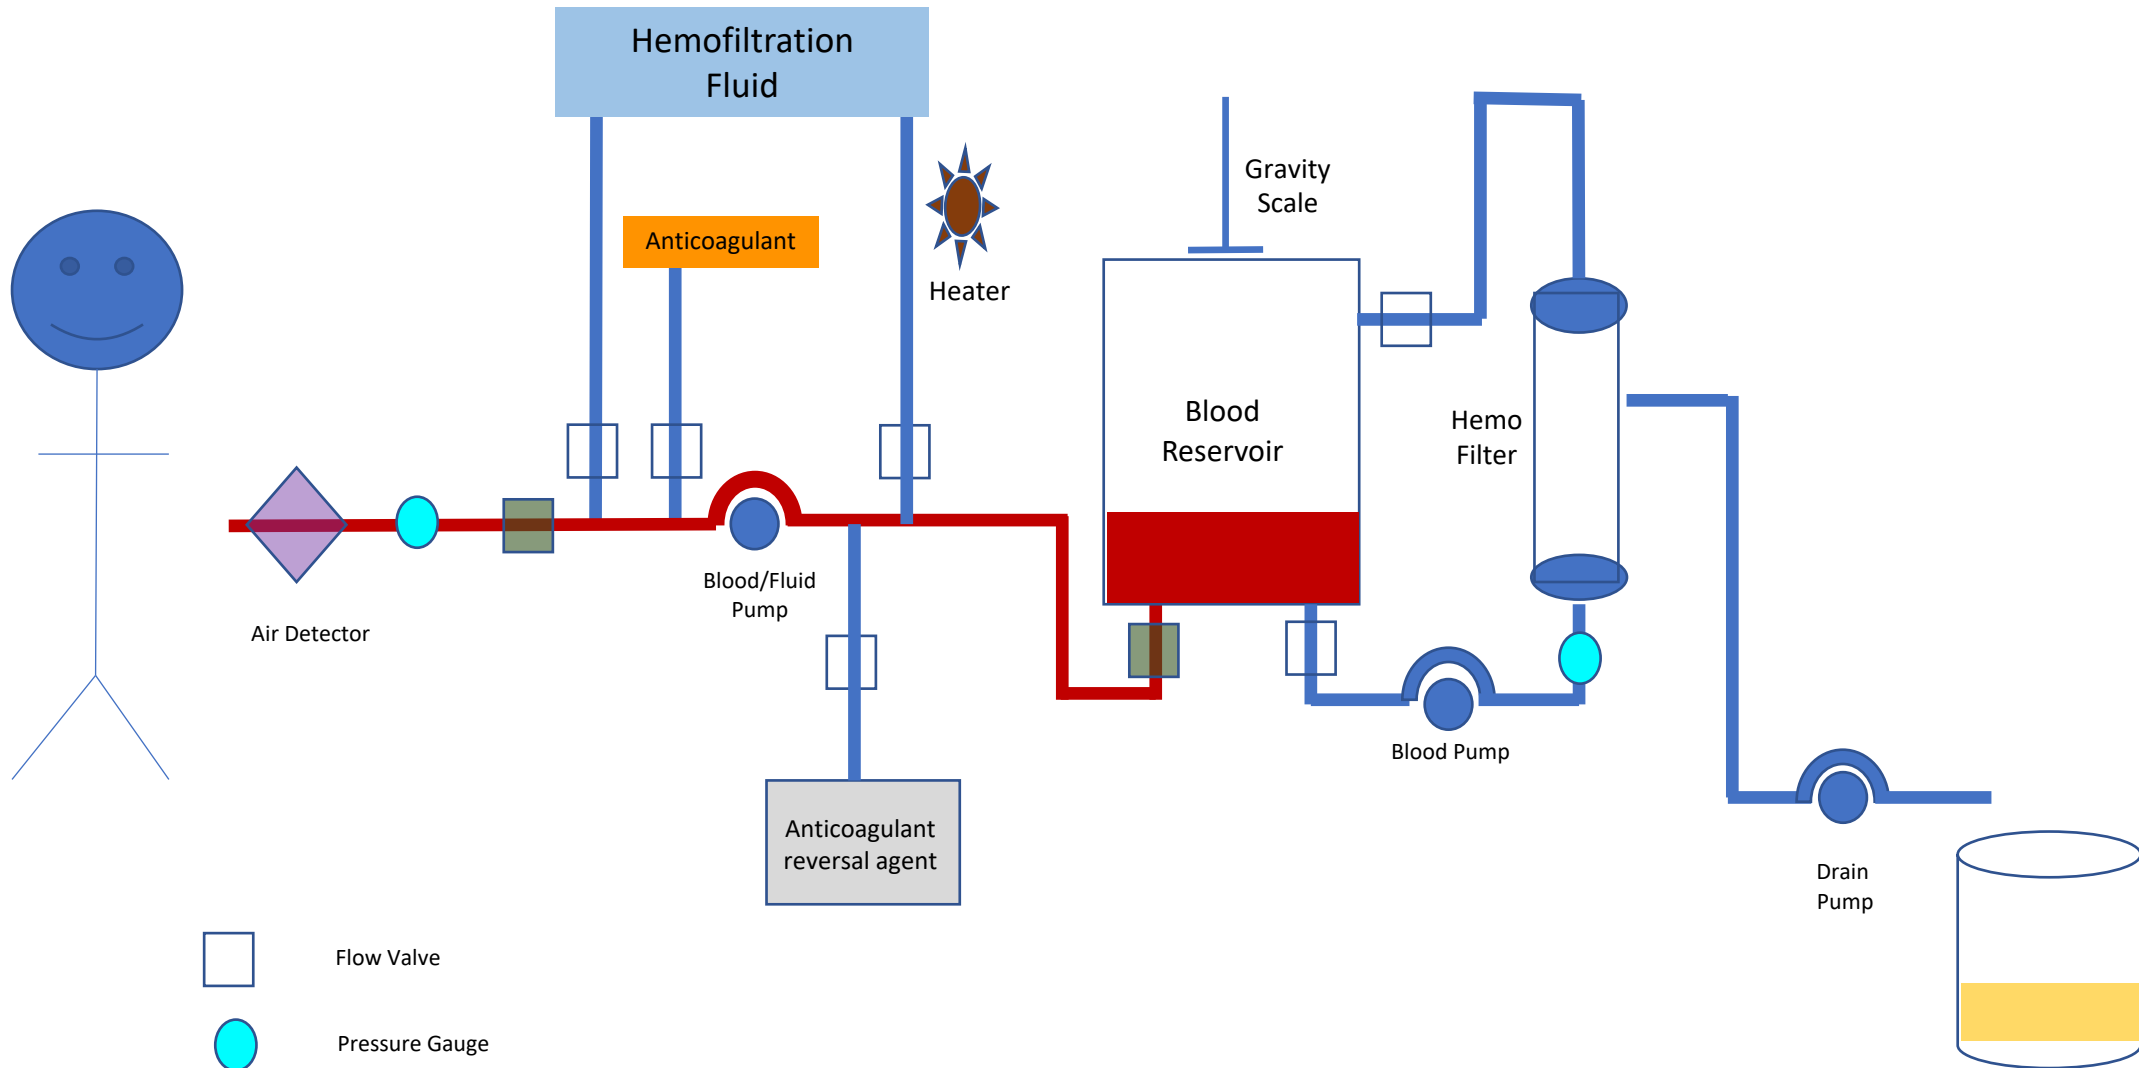 Hemofiltration
Fluid
Anticoagulant
Heater
Gravity
Scale
Blood
Reservoir
Hemo
Filter
Air Detector
Blood/Fluid
Pump
Blood Pump
Anticoagulant
reversal agent
Drain
Pump
Flow Valve
Pressure Gauge